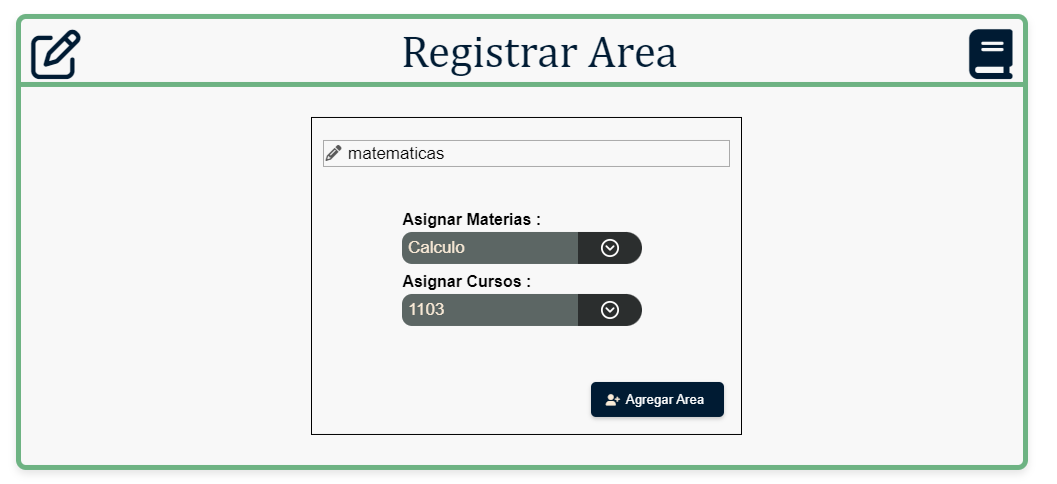 Registrar Area
matematicas
Asignar Materias :
Calculo
Asignar Cursos :
1103
Agregar Area